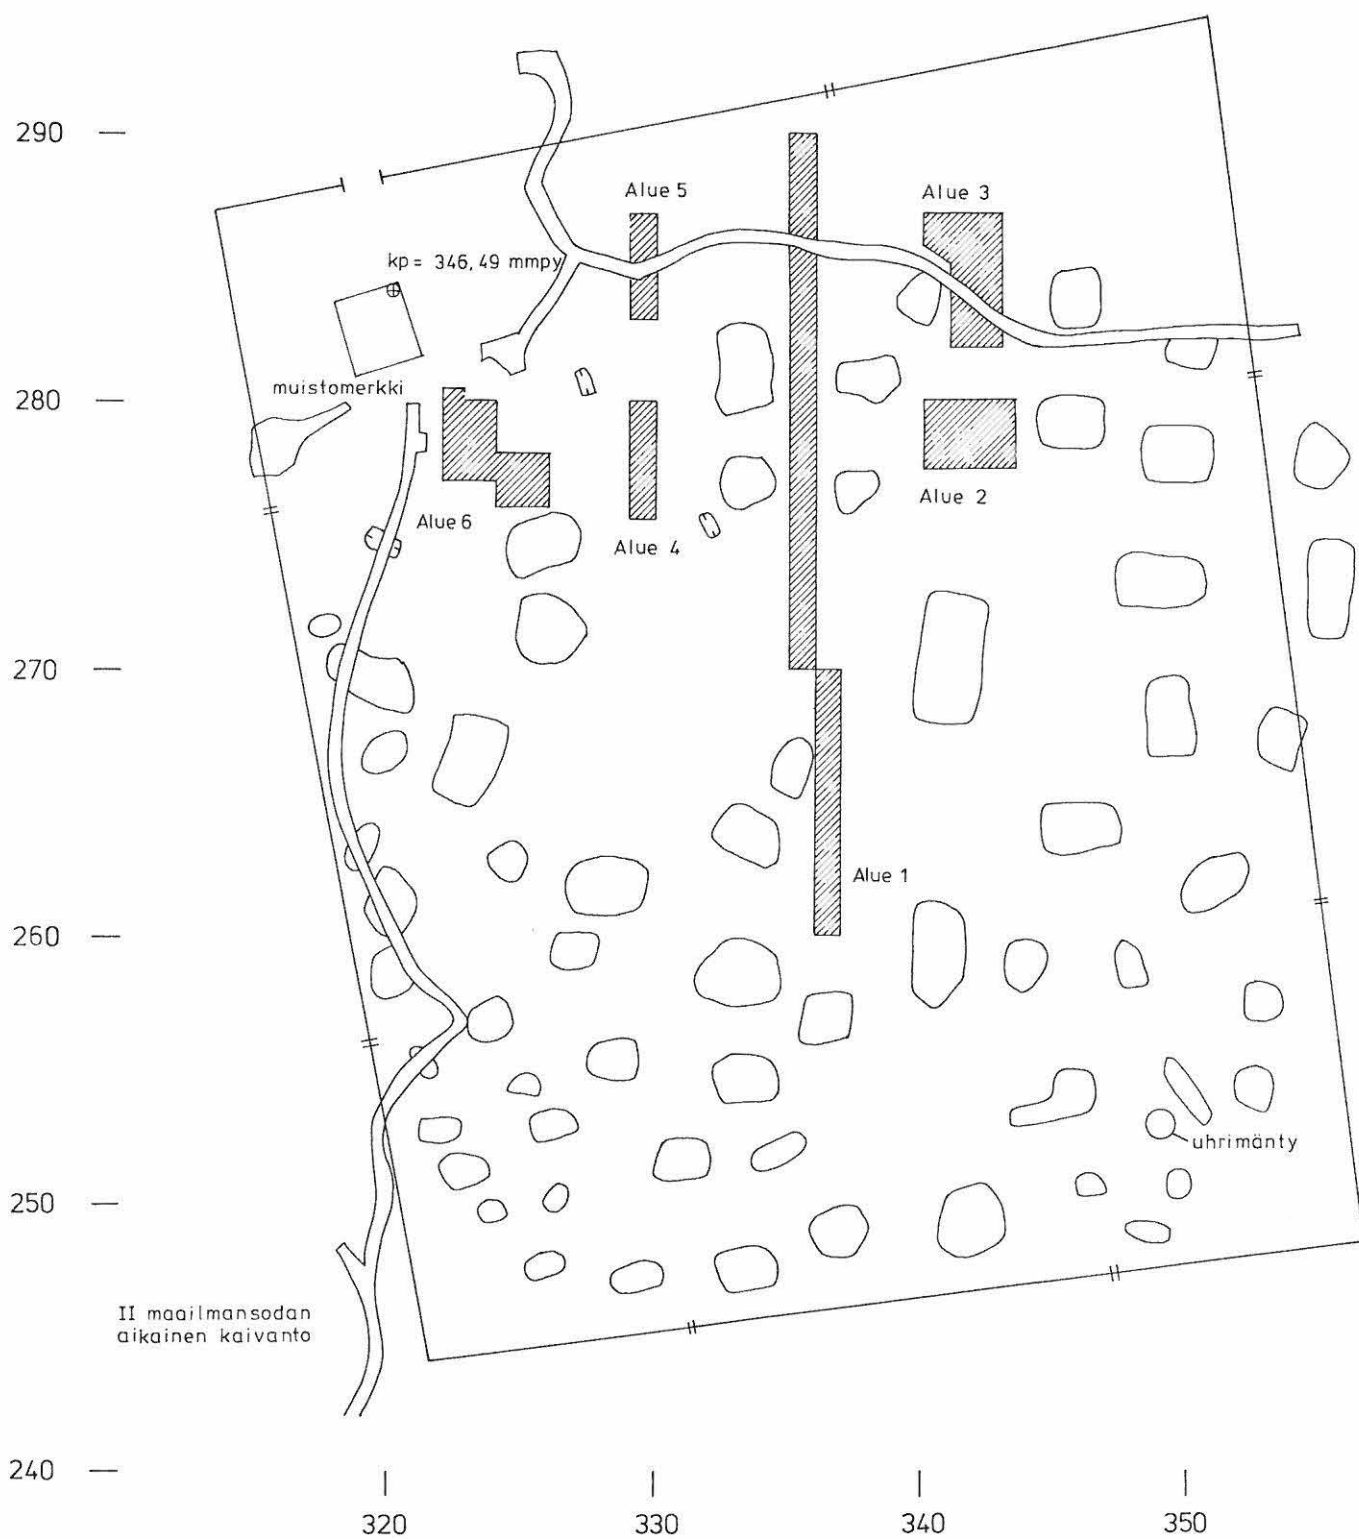 290
Alue 5
Alue 3
kp = 346,49 mmpy
280
muistomerkki
Alue 6
Alue 4
Alue 2
270
Alue 1
260
uhrimänty
250
II maailmansodan
aikainen kaivanto
240
320
330
340
350